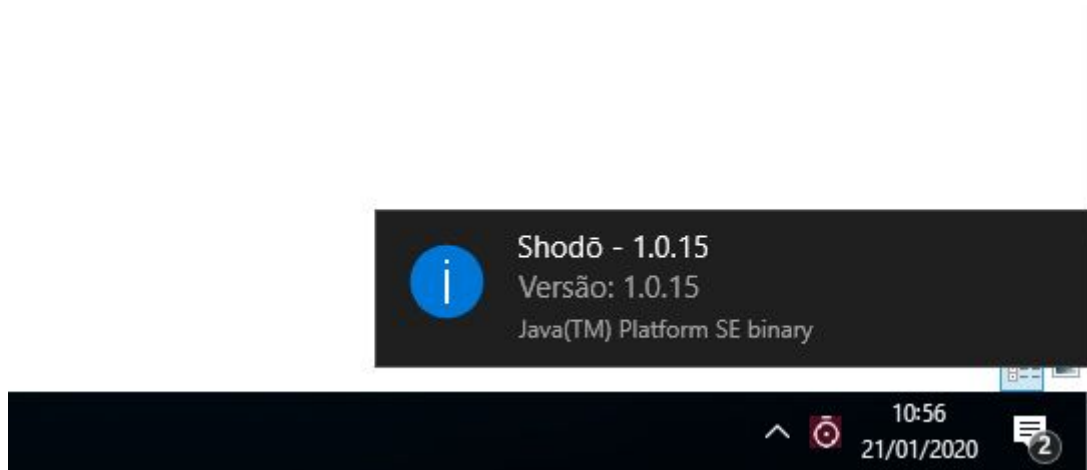 Shodō - 1.0.15
Versão: 1.0.15
Java(TM) Platform SE binary
10:56
21/01/2020
2